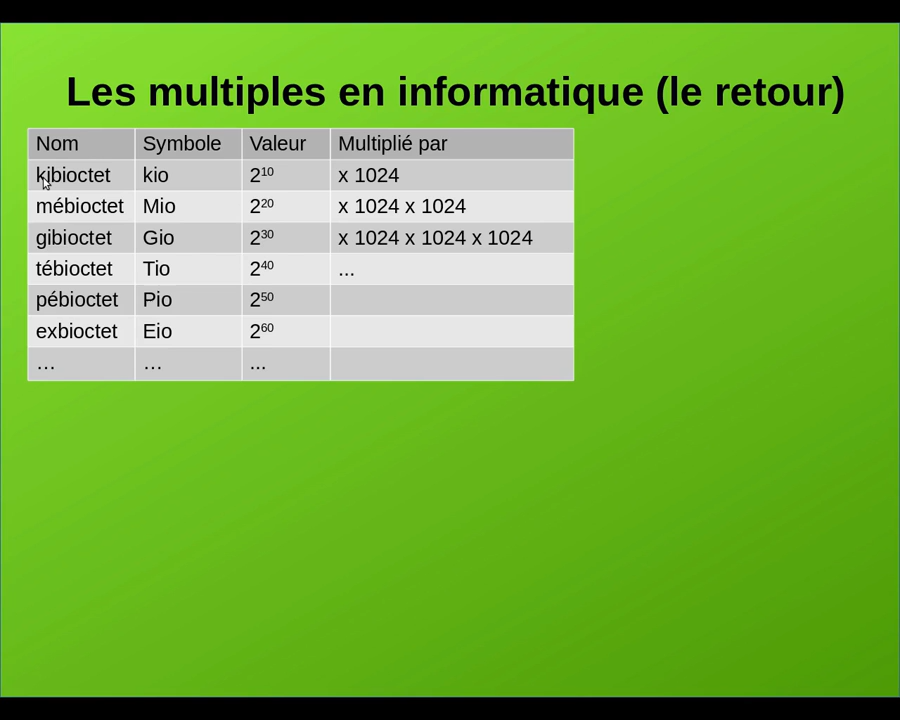 Les multiples en informatique (le retour)
Nom Symbole Valeur Multiplié par
kibioctet kio 2¹⁰ x 1024
mébioctet Mio 2²⁰ x 1024 x 1024
gibioctet Gio 2³⁰ x 1024 x 1024 x 1024
tébioctet Tio 2⁴⁰ ...
pébioctet Pio 2⁵⁰
exbioctet Eio 2⁶⁰
… … ...